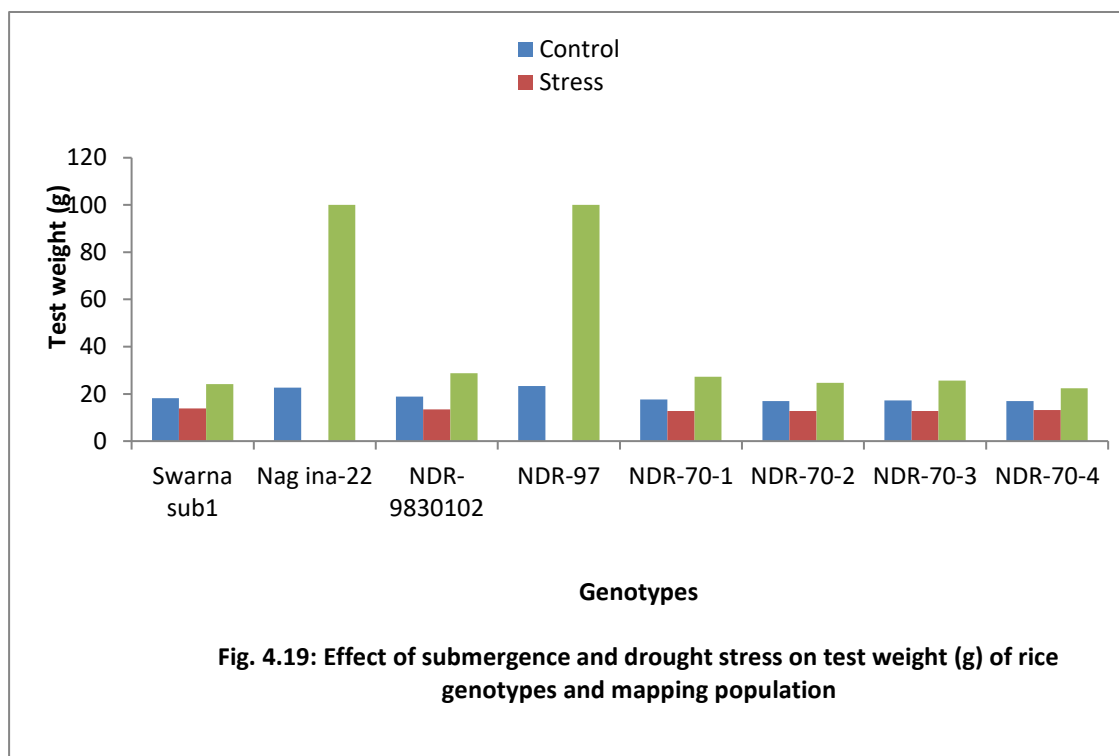 Control
Stress
120
100
80
60
40
20
0
Test weight (g)
Swarna sub1
Nag ina-22
NDR-9830102
NDR-97
NDR-70-1
NDR-70-2
NDR-70-3
NDR-70-4
Genotypes
Fig. 4.19: Effect of submergence and drought stress on test weight (g) of rice
genotypes and mapping population